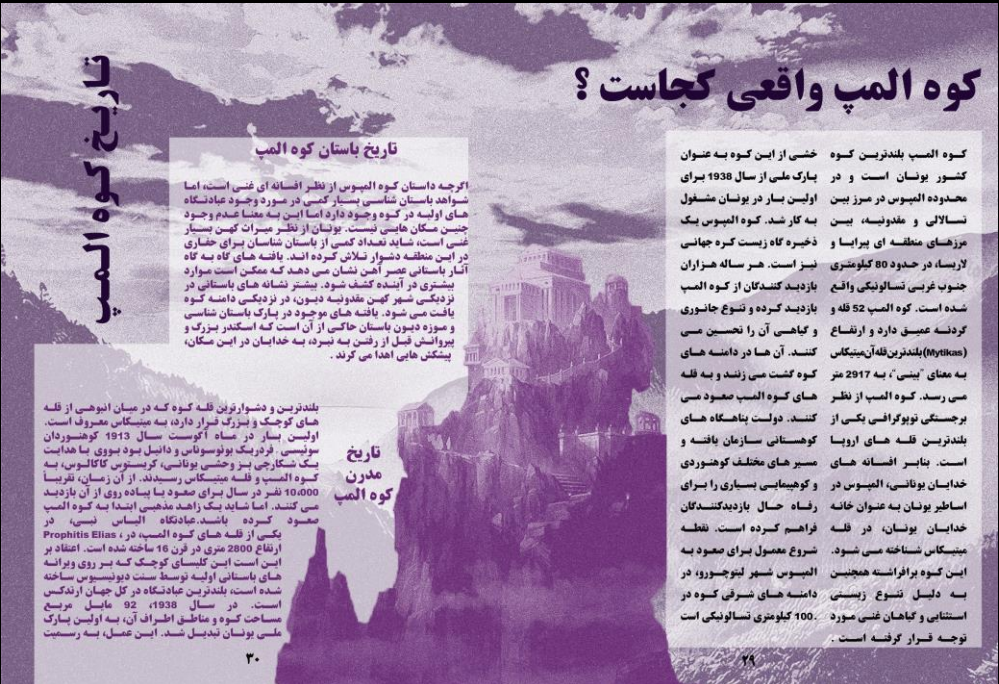 کوه المپ واقعی کجاست ؟
کوه المپ بلندترین کوه
کشور یونان است و در
محدوده المپوس در مرز بین
تسالالی و مقدونیه، بین
مرزهای منطقه ای پیرایا و
لاریسا، در حدود 80 کیلومتری
جنوب غربی تسالونیکی واقع
شده است. کوه المپ 52 قله و
گردنه عمیق دارد و ارتفاع
بلندترین قله آن میتیکاس (Mytikas)
به معنای "بینی"، به 2917 متر
می رسد. کوه المپ از نظر
برجستگی توپوگرافی یکی از
بلندترین قله های اروپا
است. بنابر افسانه های
خدایان یونانی، المپوس در
اساطیر یونان به عنوان خانه
خدایان یونان، در قله
میتیکاس شناخته می شود.
این کوه برافراشته همچنین
به دلیل تنوع زیستی
استثنایی و گیاهان غنی مورد
توجه قرار گرفته است .
خشی از این کوه به عنوان
پارک ملی از سال 1938 برای
اولین بار در یونان مشغول
به کار شد. کوه المپوس یک
ذخیره گاه زیست کره جهانی
نیز است. هر ساله هزاران
بازدید کنندگان از کوه المپ
بازدید کرده و تنوع جانوری
و گیاهی آن را تحسین می
کنند. آن ها در دامنه های
کوه گشت می زنند و به قله
های کوه المپ صعود می
کنند. دولت پناهگاه های
کوهستانی سازمان یافته و
مسیر های مختلف کوهنوردی
و کوهپیمایی بسیاری را برای
رفاه حال بازدیدکنندگان
فراهم کرده است. نقطه
شروع معمول برای صعود به
المپوس شهر لیتوچورو، در
دامنه های شرقی کوه در
100 کیلومتری تسالونیکی است.
۲۹
تاریخ کوه المپ
تاریخ باستان کوه المپ
اگرچه داستان کوه المپوس از نظر افسانه ای غنی است، اما
شواهد باستان شناسی بسیار کمی در مورد وجود عبادتگاه
های اولیه در کوه وجود دارد اما این به معنا عدم وجود
چنین مکان هایی نیست. یونان از نظر میراث کهن بسیار
غنی است، شاید تعداد کمی از باستان شناسان برای حفاری
در این منطقه دشوار تلاش کرده اند. یافته های گاه به گاه
آثار باستانی عصر آهن نشان می دهد که ممکن است موارد
بیشتری در آینده کشف شود. بیشتر نشانه های باستانی در
نزدیکی شهر کهن مقدونیه دیون، در نزدیکی دامنه کوه
یافت می شود. یافته های موجود در پارک باستان شناسی
و موزه دیون باستان حاکی از آن است که اسکندر بزرگ و
پیروانش قبل از رفتن به نبرد، به خدایان در این مکان،
پیشکش هایی اهدا می کرند .
تاریخ
مدرن
کوه المپ
بلندترین و دشوارترین قله کوه که در میان انبوهی از قله
های کوچک و بزرگ قرار دارد، به میتیکاس معروف است.
اولین بار در ماه آگوست سال 1913 کوهنوردان
سوئیسی . فردریک بوئوسوناس و دانیل بود بووی با هدایت
یک شکارچی بز وحشی یونانی، کریستوس کاکالوس، به
کوه المپ و قله میتیکاس رسیدند. از آن زمان، تقریبا
10،000 نفر در سال برای صعود یا پیاده روی از آن بازدید
می کنند. اما شاید یک زاهد مذهبی ابتدا به کوه المپ
صعود کرده باشد.عبادتگاه الیاس نبی، در
یکی از قله های کوه المپ، در ، Prophitis Elias
ارتفاع 2800 متری در قرن 16 ساخته شده است. اعتقاد بر
این است این کلیسای کوچک که بر روی ویرانه
های باستانی اولیه توسط سنت دیونیسیوس ساخته
شده است، بلندترین عبادتگاه در کل جهان ارتدکس
است. در سال 1938، 92 مایل مربع
مساحت کوه و مناطق اطراف آن، به اولین پارک
ملی یونان تبدیل شد. این عمل، به رسمیت
۳۰